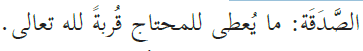 الصَّدَقَة: ما يُعطى للمحتاج قُربةً لله تعالى.